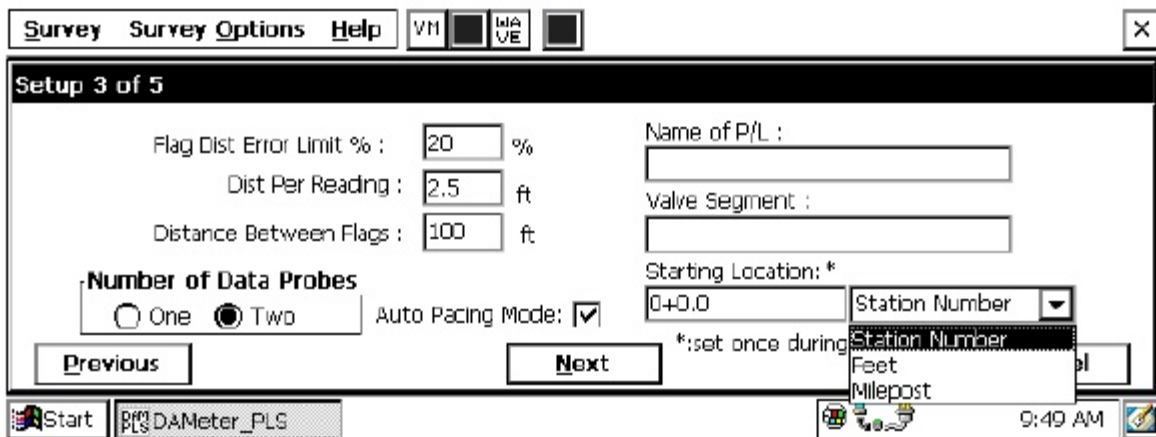 Survey Survey Options Help VM WAVE
Setup 3 of 5
Flag Dist Error Limit % : 20 %
Dist Per Reading : 2.5 ft
Distance Between Flags : 100 ft
Number of Data Probes
One Two
Auto Pacing Mode:
Name of P/L :
Valve Segment :
Starting Location: *
0+0.0 Station Number
Station Number
Feet
Milepost
*:set once during
Previous Next el
Start DAMeter_PLS 9:49 AM